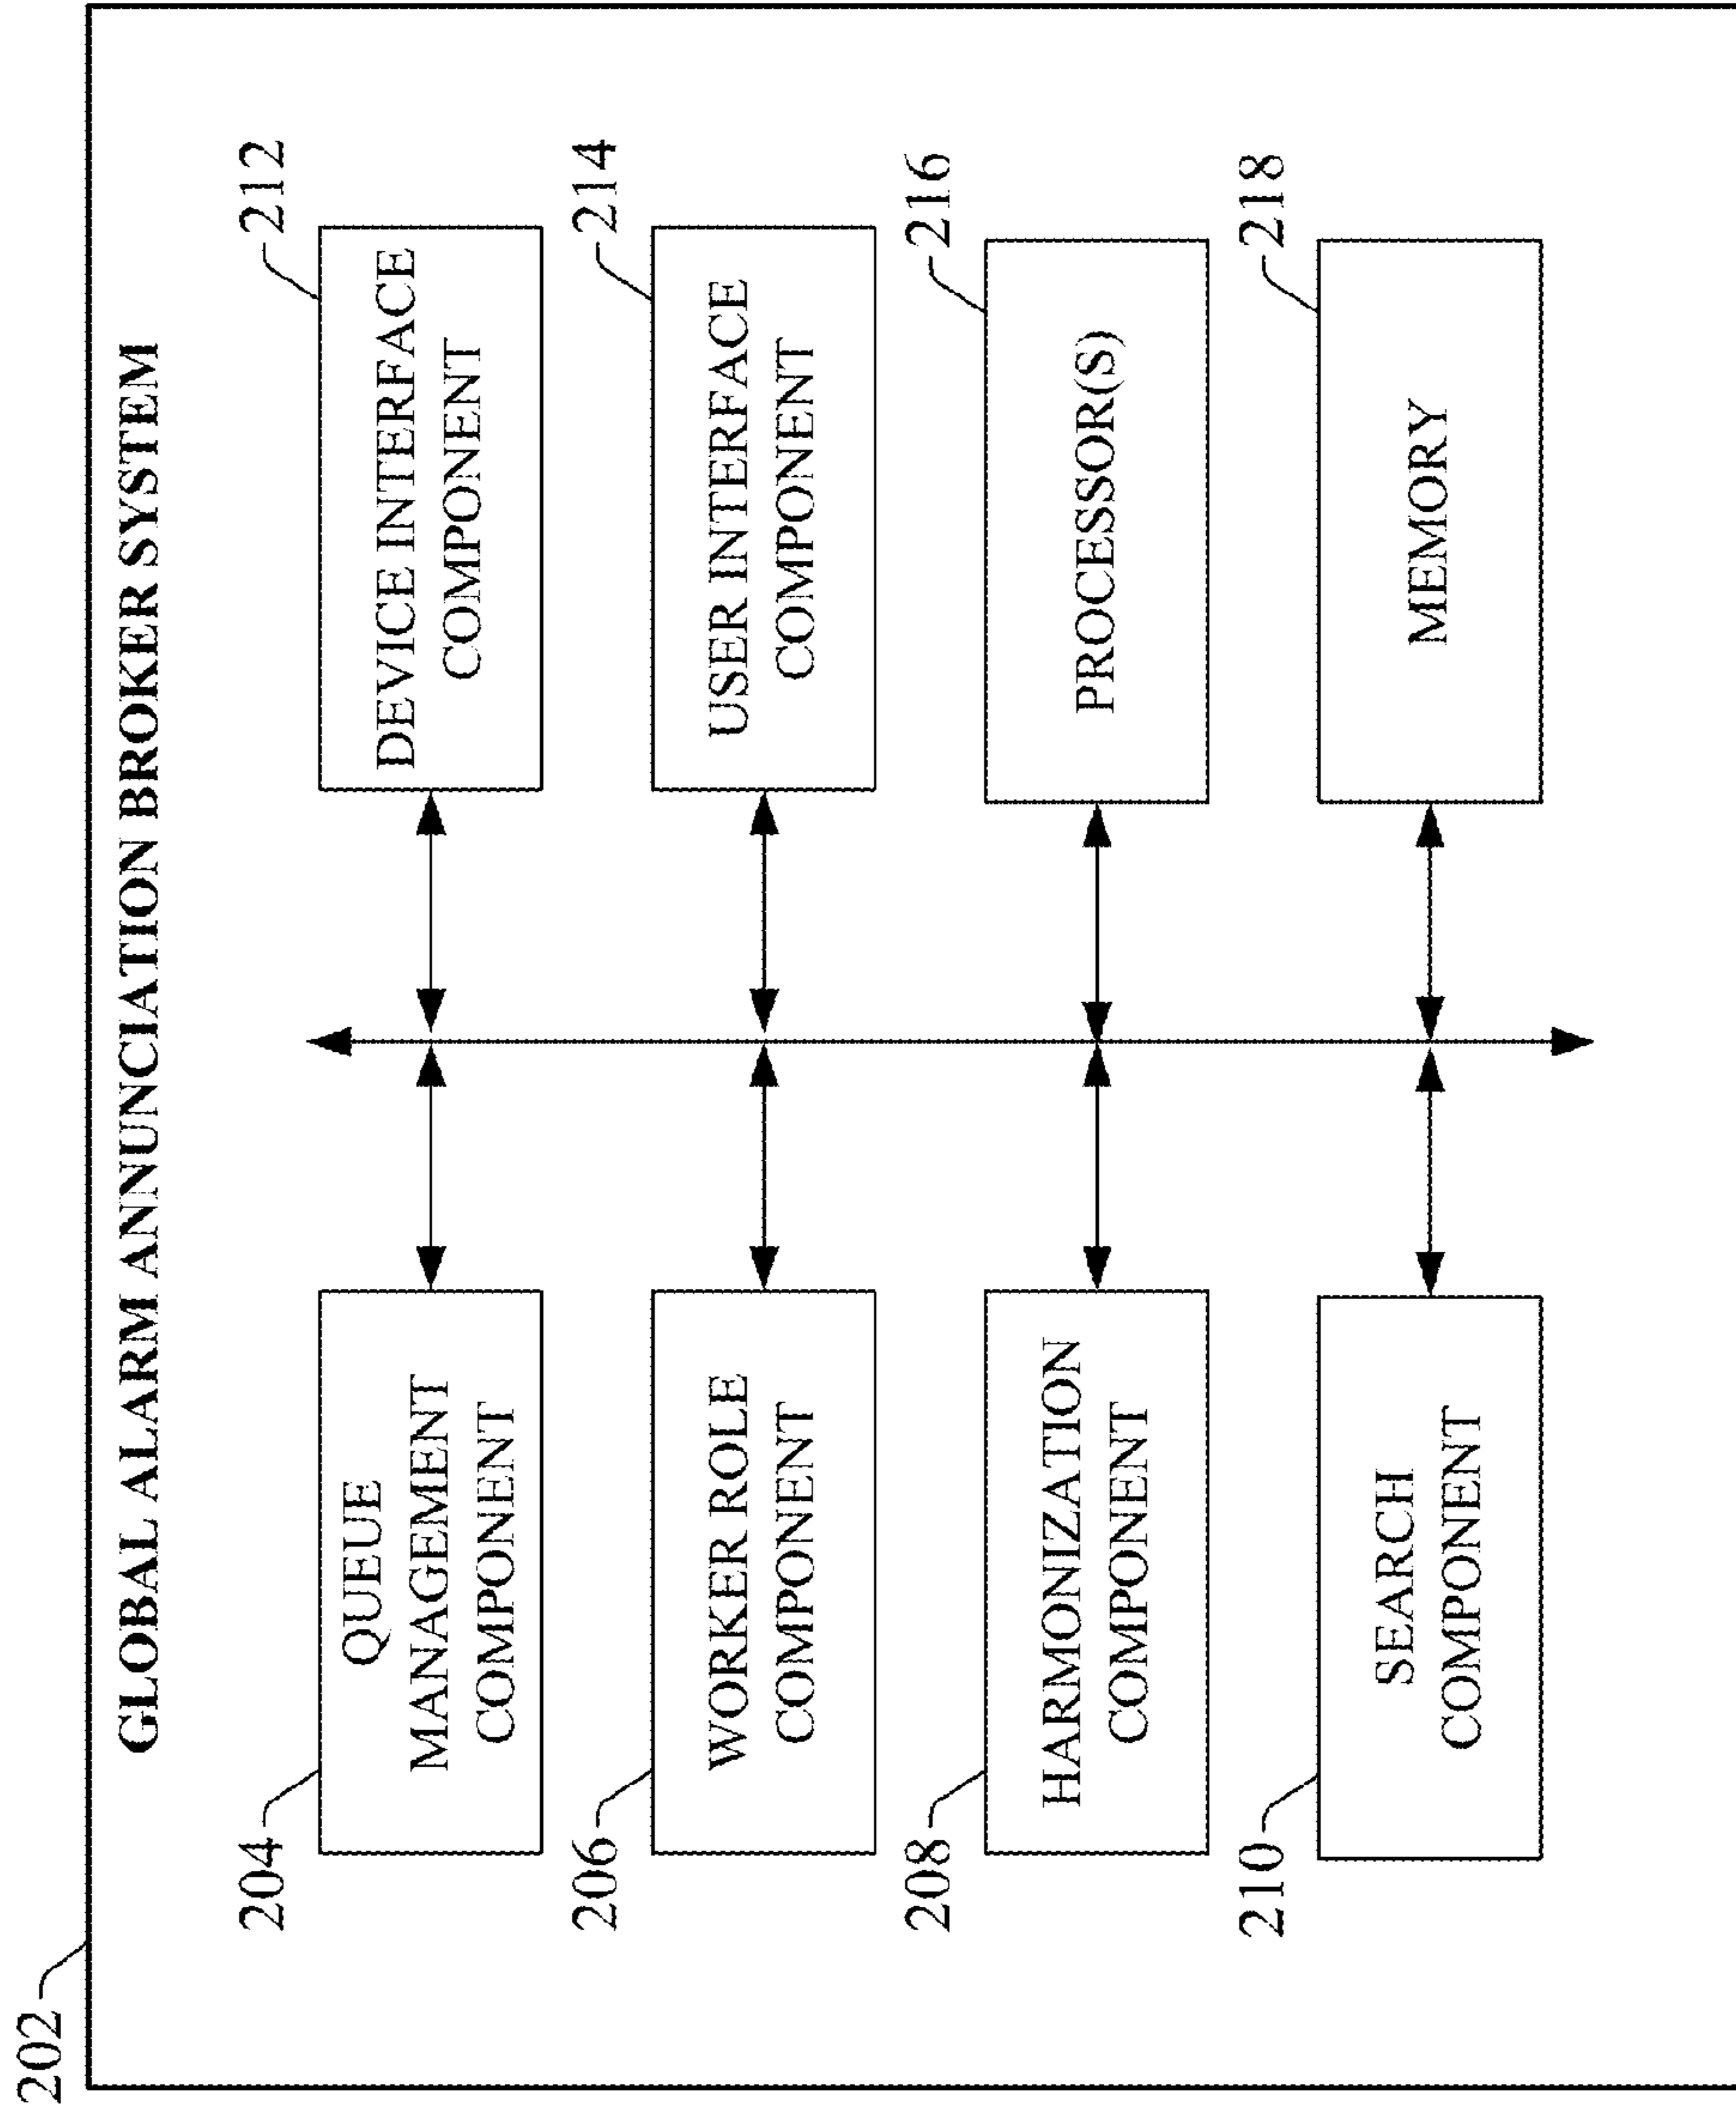 202
GLOBAL ALARM ANNUNCIATION BROKER SYSTEM
204
QUEUE
MANAGEMENT
COMPONENT
212
DEVICE INTERFACE
COMPONENT
206
WORKER ROLE
COMPONENT
214
USER INTERFACE
COMPONENT
208
HARMONIZATION
COMPONENT
216
PROCESSOR(S)
210
SEARCH
COMPONENT
218
MEMORY